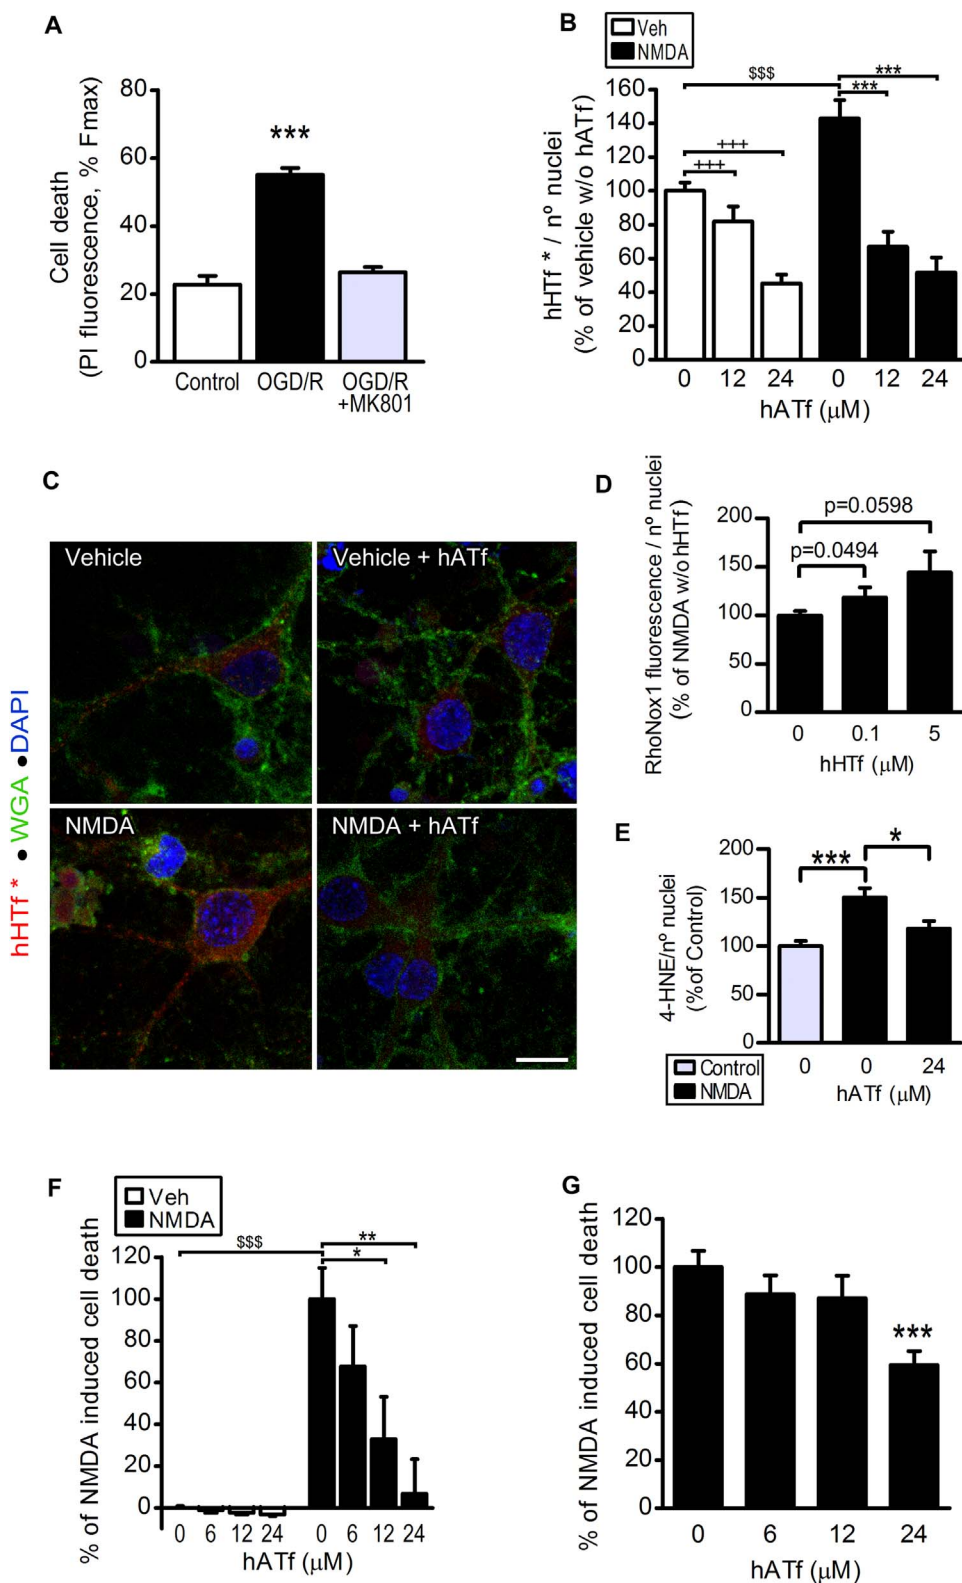 A
Cell death
(PI fluorescence, % Fmax)
80
60
40
20
0
***
Control
OGD/R
OGD/R
+MK801
B
Veh
NMDA
hHTf * / nº nuclei
(% of vehicle w/o hATf)
160
140
120
100
80
60
40
20
0
$$$
***
***
+++
+++
0 12 24 0 12 24
hATf (μM)
C
hHTf * • WGA •DAPI
Vehicle
Vehicle + hATf
NMDA
NMDA + hATf
D
RhoNox1 fluorescence / nº nuclei
(% of NMDA w/o hHTf)
200
150
100
50
0
p=0.0598
p=0.0494
0 0.1 5
hHTf (μM)
E
4-HNE/nº nuclei
(%of Control)
200
150
100
50
0
***
*
Control
NMDA
0 0 24
hATf (μM)
F
Veh
NMDA
% of NMDA induced cell death
120
100
80
60
40
20
0
$$$
**
*
0 6 12 24 0 6 12 24
hATf (μM)
G
% of NMDA induced cell death
120
100
80
60
40
20
0
***
0 6 12 24
hATf (μM)